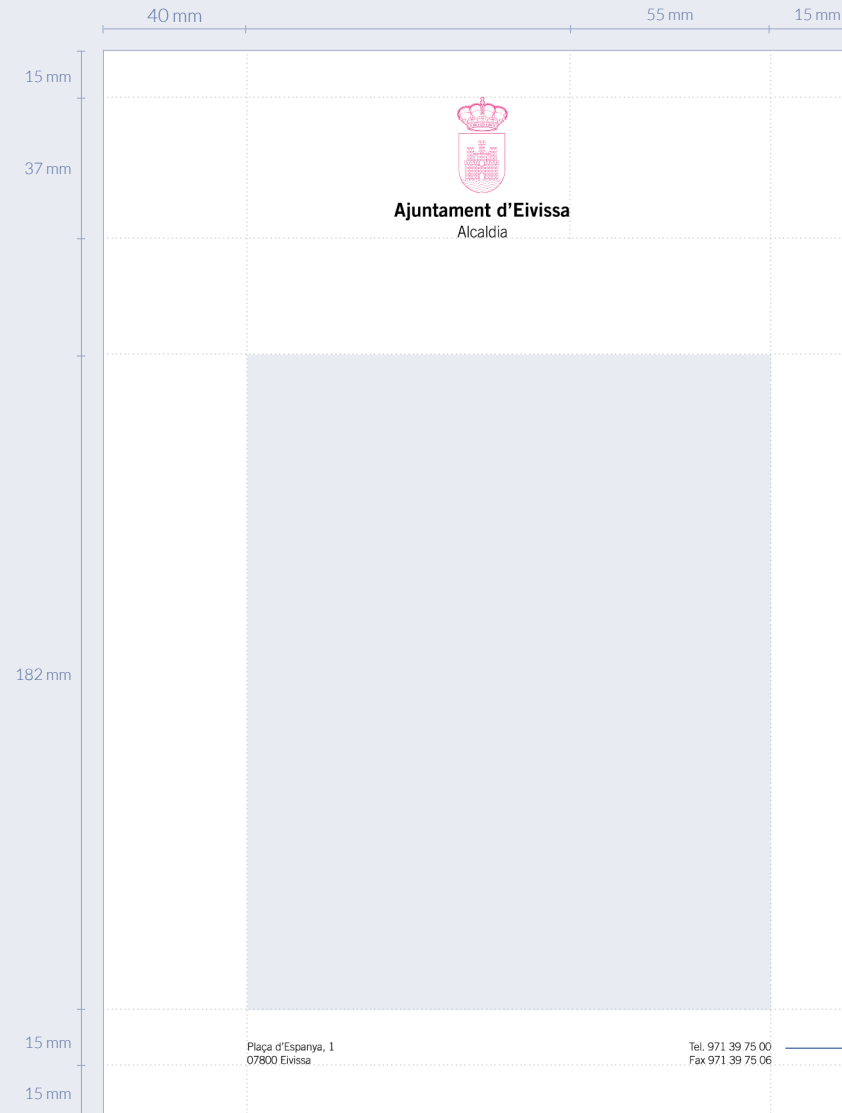 40 mm
55 mm
15 mm
15 mm
37 mm
Ajuntament d'Eivissa
Alcaldia
182 mm
15 mm
Plaça d'Espanya, 1
07800 Eivissa
Tel. 971 39 75 00
Fax 971 39 75 06
15 mm